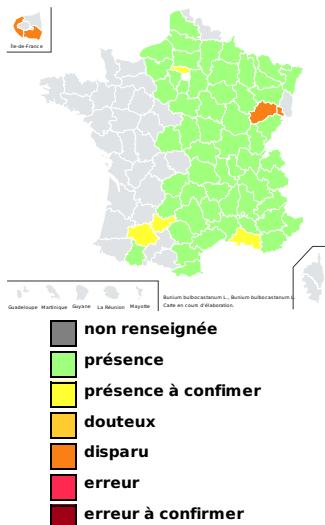 Île-de-France
Guadeloupe Martinique Guyane La Réunion Mayotte
Bunium bulbocastanum L., Bunium bulbocastanum L.
Carte en cours d'élaboration.
non renseignée
présence
présence à confimer
douteux
disparu
erreur
erreur à confirmer